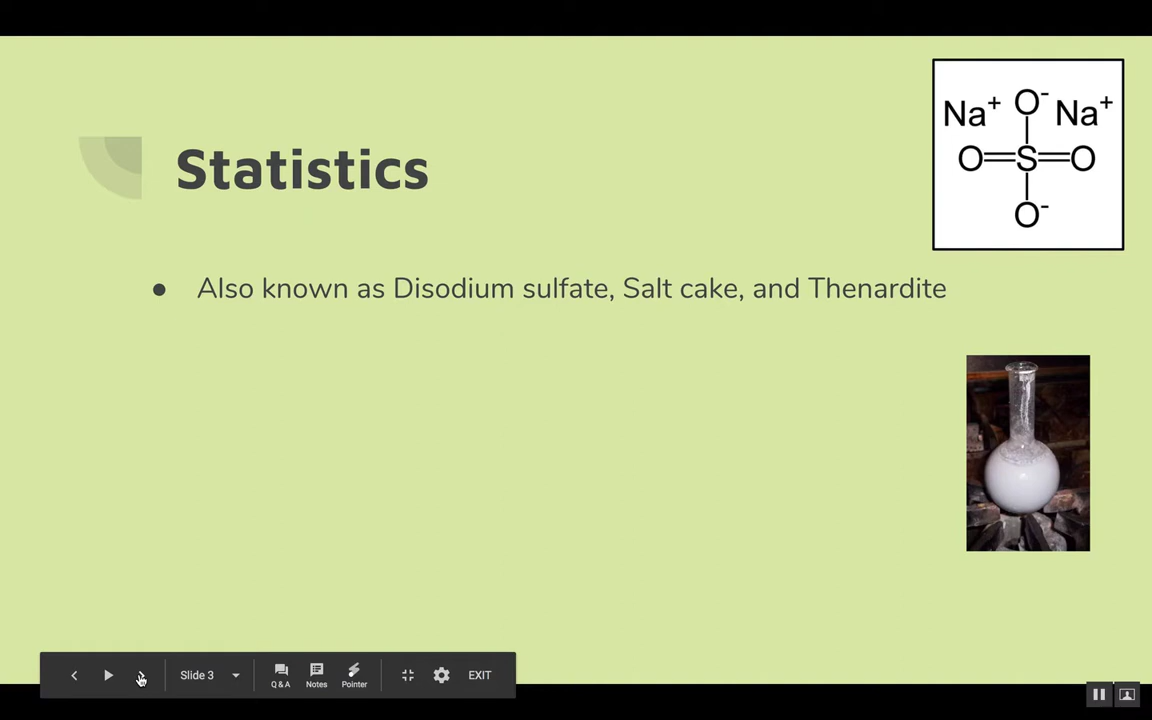 Na+ O- Na+
O=S=O
O-
Statistics
● Also known as Disodium sulfate, Salt cake, and Thenardite
Slide 3
Q & A
Notes
Pointer
EXIT